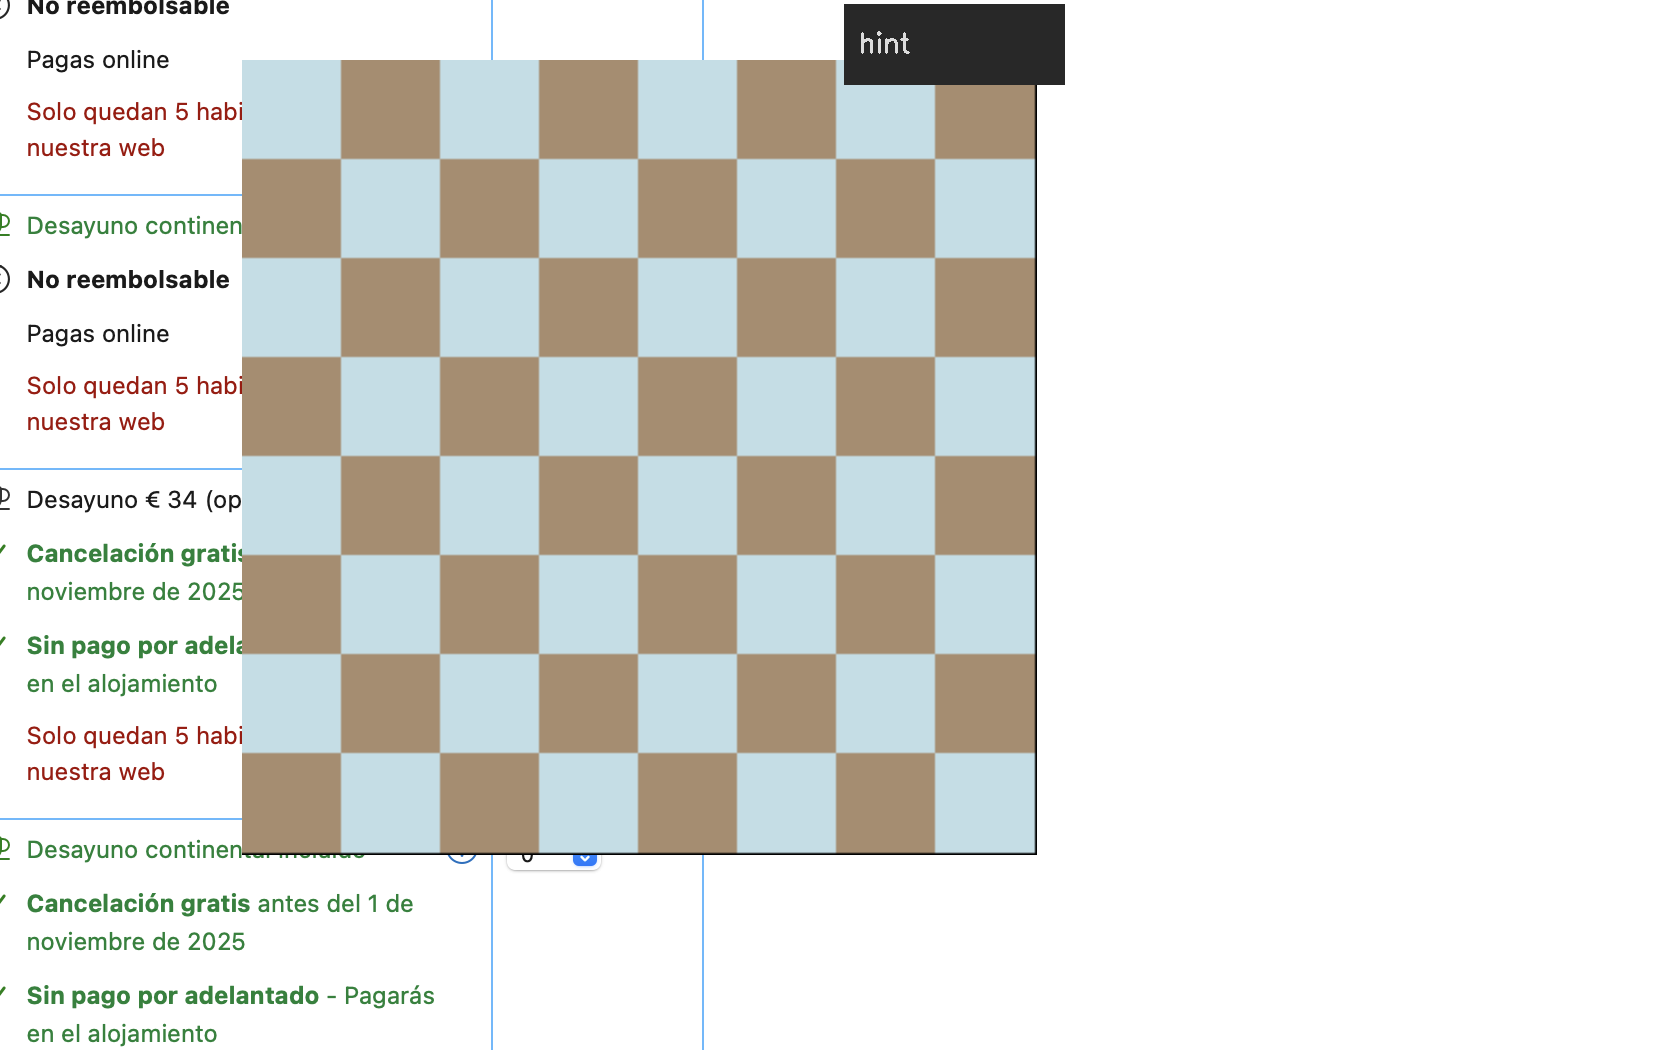 No reembolsable
hint
Pagas online
Solo quedan 5 habi
nuestra web
Desayuno continen
No reembolsable
Pagas online
Solo quedan 5 habi
nuestra web
Desayuno € 34 (op
Cancelación gratis
noviembre de 2025
Sin pago por adela
en el alojamiento
Solo quedan 5 habi
nuestra web
Desayuno continental incluido
0
Cancelación gratis antes del 1 de
noviembre de 2025
Sin pago por adelantado - Pagarás
en el alojamiento